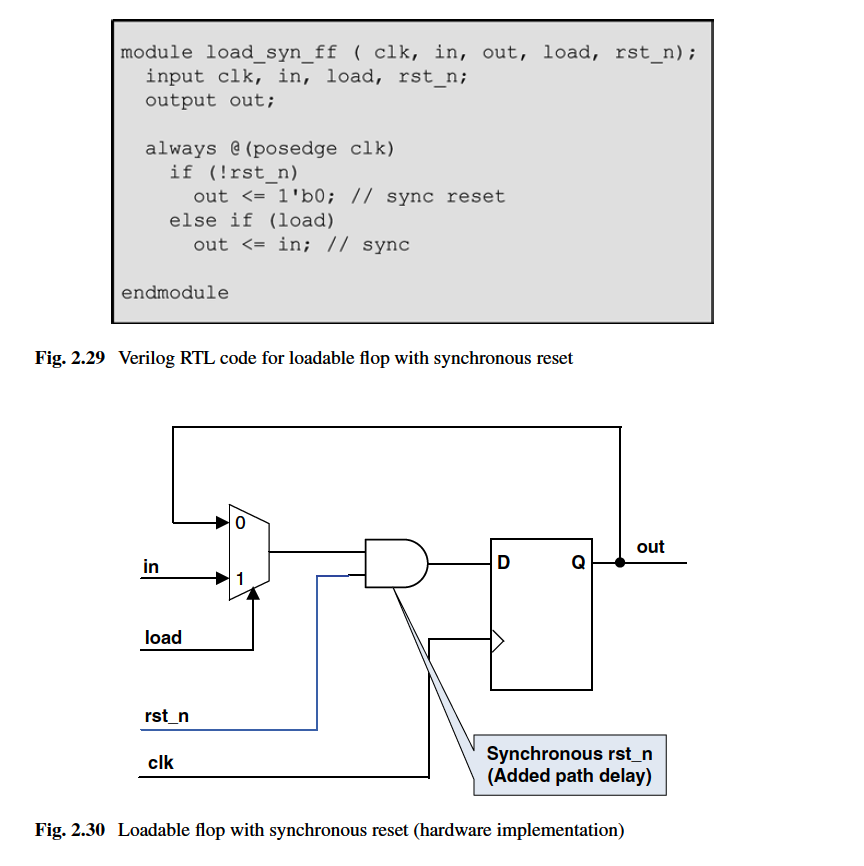 module load_syn_ff ( clk, in, out, load, rst_n);
input clk, in, load, rst_n;
output out;
always @(posedge clk)
if (!rst_n)
out <= 1'b0; // sync reset
else if (load)
out <= in; // sync
endmodule
Fig. 2.29 Verilog RTL code for loadable flop with synchronous reset
0
in
1
load
rst_n
clk
D
Q
out
Synchronous rst_n
(Added path delay)
Fig. 2.30 Loadable flop with synchronous reset (hardware implementation)